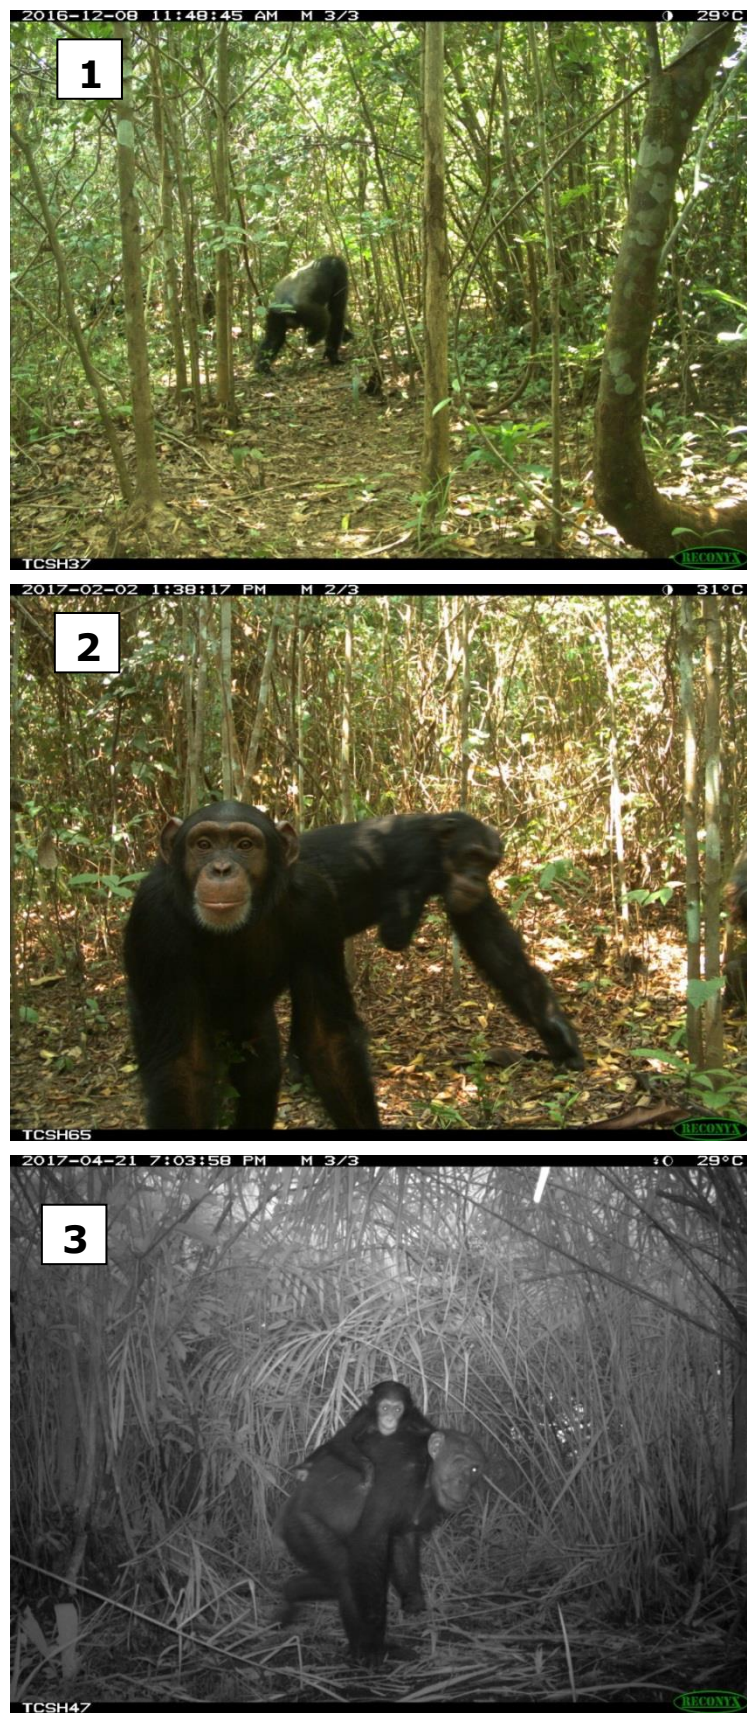 2016-12-08 11:48:45 AM M 3/3 29°C
1
TCSH37 RECONYX
2017-02-02 1:38:17 PM M 2/3 31°C
2
TCSH65 RECONYX
2017-04-21 7:03:58 PM M 3/3 29°C
3
TCSH47 RECONYX